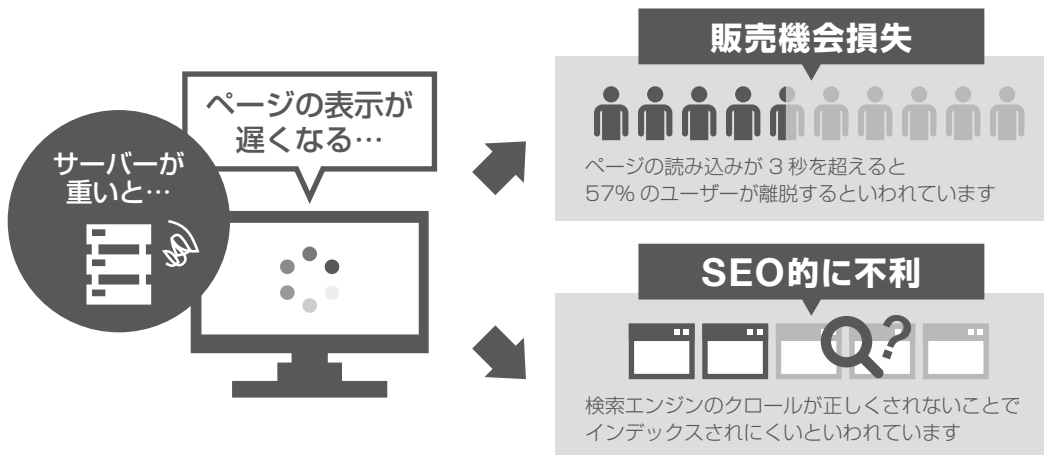 サーバーが
重いと…
ページの表示が
遅くなる…
販売機会損失
ページの読み込みが 3 秒を超えると
57% のユーザーが離脱するといわれています
SEO的に不利
?
検索エンジンのクロールが正しくされないことで
インデックスされにくいといわれています